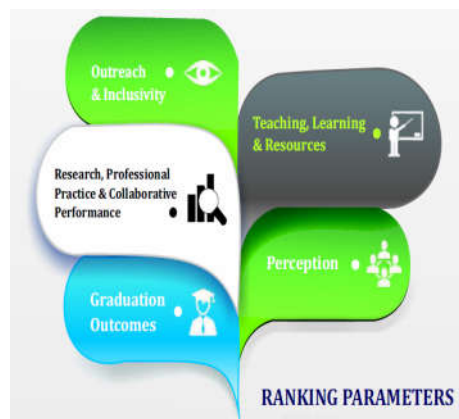 Outreach
& Inclusivity
Teaching, Learning
& Resources
Research, Professional
Practice & Collaborative
Performance
Perception
Graduation
Outcomes
RANKING PARAMETERS